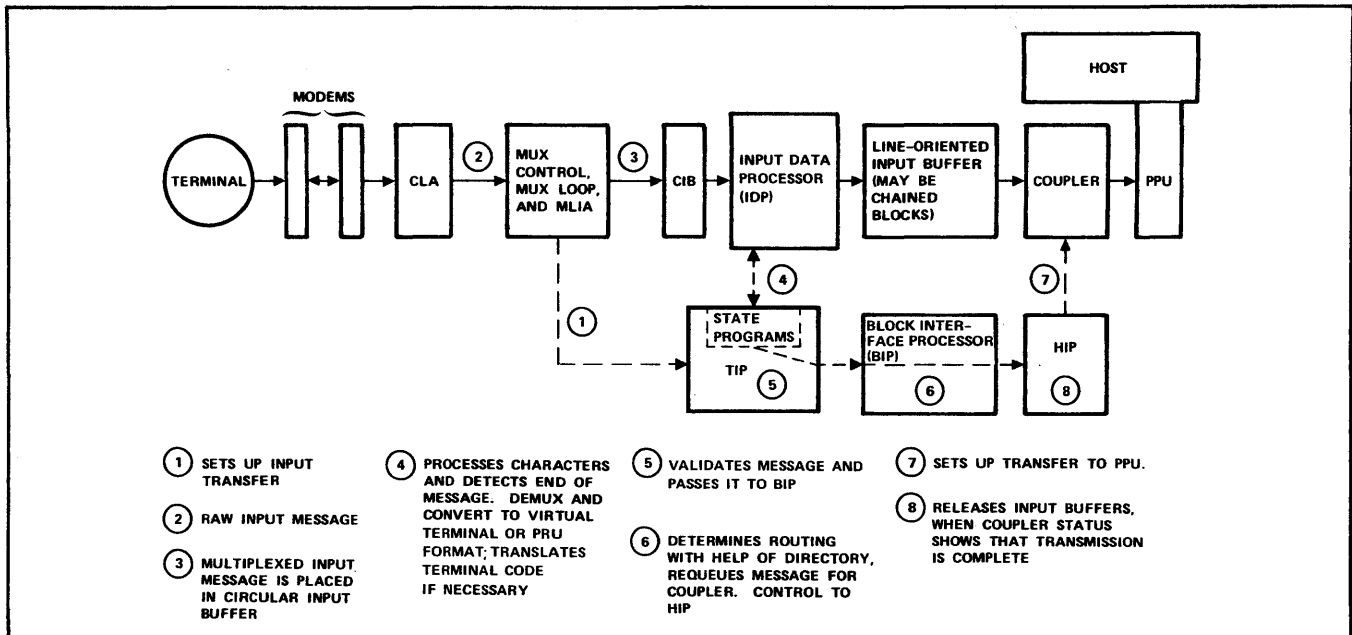 HOST
MODEMS
TERMINAL
CLA
2
MUX
CONTROL,
MUX LOOP,
AND MLIA
3
CIB
INPUT DATA
PROCESSOR
(IDP)
LINE-ORIENTED
INPUT BUFFER
(MAY BE
CHAINED
BLOCKS)
COUPLER
PPU
1
4
7
STATE
PROGRAMS
TIP
5
BLOCK INTER-
FACE PROCESSOR
(BIP)
6
HIP
8
1 SETS UP INPUT
TRANSFER
2 RAW INPUT MESSAGE
3 MULTIPLEXED INPUT
MESSAGE IS PLACED
IN CIRCULAR INPUT
BUFFER
4 PROCESSES CHARACTERS
AND DETECTS END OF
MESSAGE. DEMUX AND
CONVERT TO VIRTUAL
TERMINAL OR PRU
FORMAT; TRANSLATES
TERMINAL CODE
IF NECESSARY
5 VALIDATES MESSAGE AND
PASSES IT TO BIP
6 DETERMINES ROUTING
WITH HELP OF DIRECTORY,
REQUEUES MESSAGE FOR
COUPLER. CONTROL TO
HIP
7 SETS UP TRANSFER TO PPU.
8 RELEASES INPUT BUFFERS,
WHEN COUPLER STATUS
SHOWS THAT TRANSMISSION
IS COMPLETE